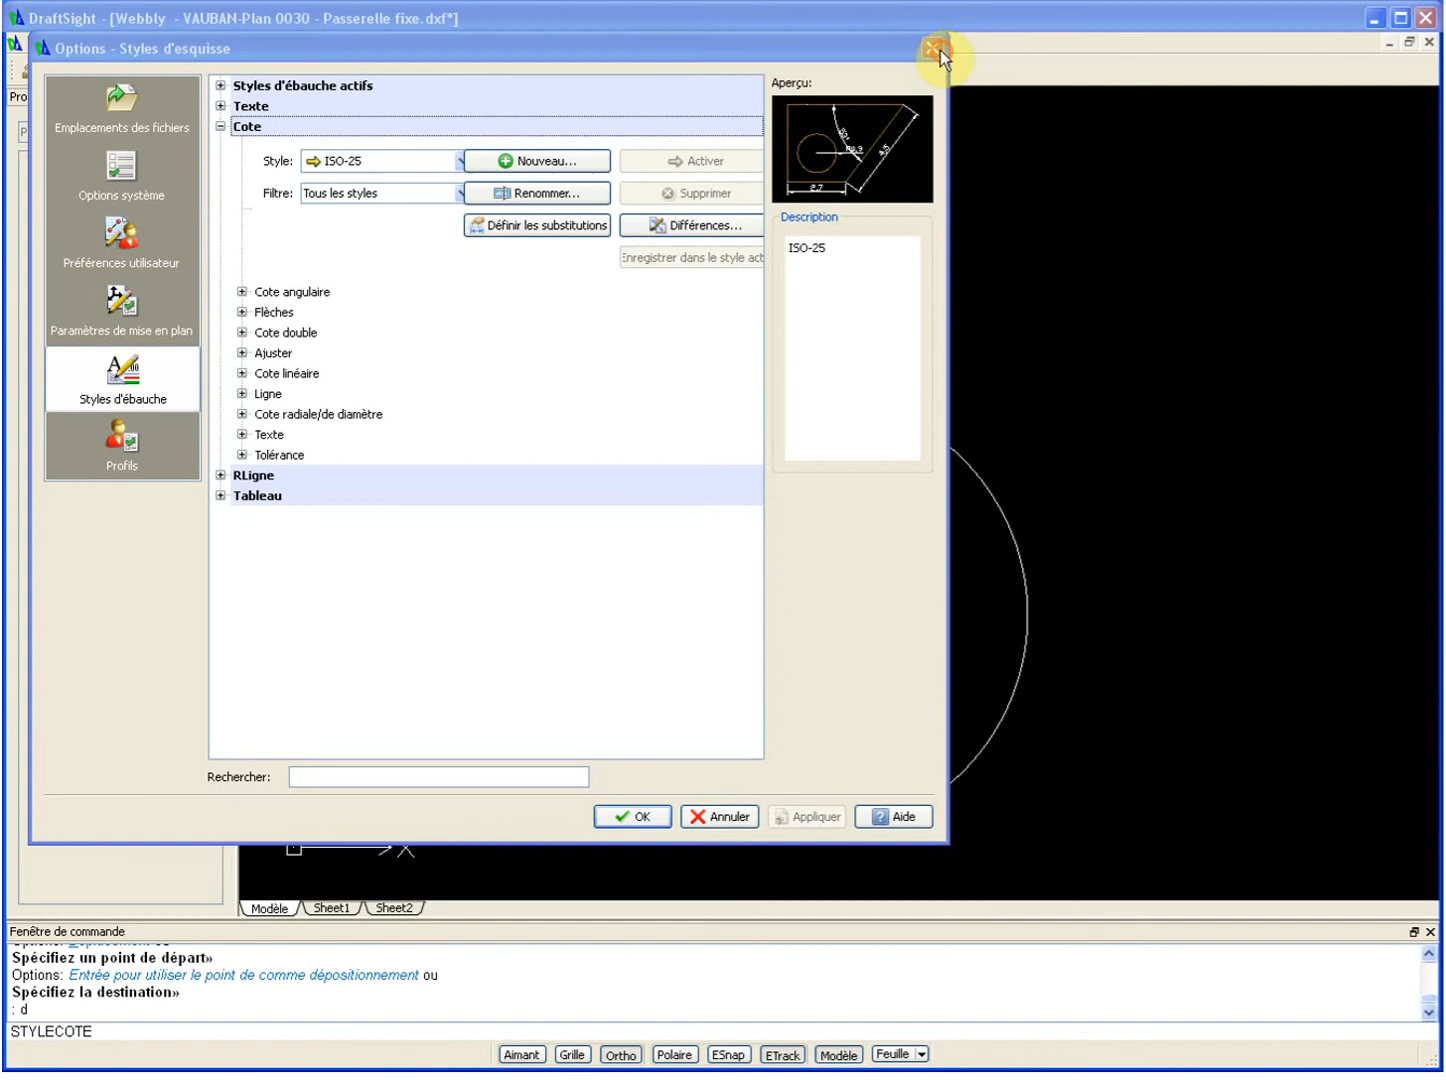 DraftSight - [Webbly - VAUBAN-Plan 0030 - Passerelle fixe.dxf*]
Options - Styles d'esquisse
Pro
P
Emplacements des fichiers
Options système
Préférences utilisateur
Paramètres de mise en plan
Styles d'ébauche
Profils
Styles d'ébauche actifs
Texte
Cote
Style:
ISO-25
Nouveau...
Activer
Filtre:
Tous les styles
Renommer...
Supprimer
Définir les substitutions
Différences...
Enregistrer dans le style act
Cote angulaire
Flèches
Cote double
Ajuster
Cote linéaire
Ligne
Cote radiale/de diamètre
Texte
Tolérance
RLigne
Tableau
Aperçu:
Description
ISO-25
Rechercher:
OK
Annuler
Appliquer
Aide
X
Modèle
Sheet1
Sheet2
Fenêtre de commande
Spécifiez un point de départ»
Options: Entrée pour utiliser le point de comme dépositionnement ou
Spécifiez la destination»
: d
STYLECOTE
Aimant
Grille
Ortho
Polaire
ESnap
ETrack
Modèle
Feuille